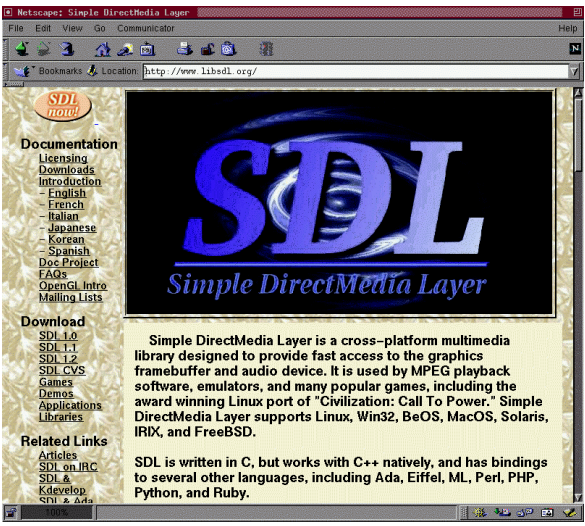 Netscape: Simple DirectMedia Layer
File Edit View Go Communicator Help
Bookmarks Location: http://www.libsdl.org/
N
SDL
now!
Documentation
Licensing
Downloads
Introduction
– English
– French
– Italian
– Japanese
– Korean
– Spanish
Doc Project
FAQs
OpenGL Intro
Mailing Lists
Download
SDL 1.0
SDL 1.1
SDL 1.2
SDL CVS
Games
Demos
Applications
Libraries
Related Links
Articles
SDL on IRC
SDL &
Kdevelop
SDL & Ada
SDL
Simple DirectMedia Layer
Simple DirectMedia Layer is a cross-platform multimedia
library designed to provide fast access to the graphics
framebuffer and audio device. It is used by MPEG playback
software, emulators, and many popular games, including the
award winning Linux port of "Civilization: Call To Power." Simple
DirectMedia Layer supports Linux, Win32, BeOS, MacOS, Solaris,
IRIX, and FreeBSD.
SDL is written in C, but works with C++ natively, and has bindings
to several other languages, including Ada, Eiffel, ML, Perl, PHP,
Python, and Ruby.
100%